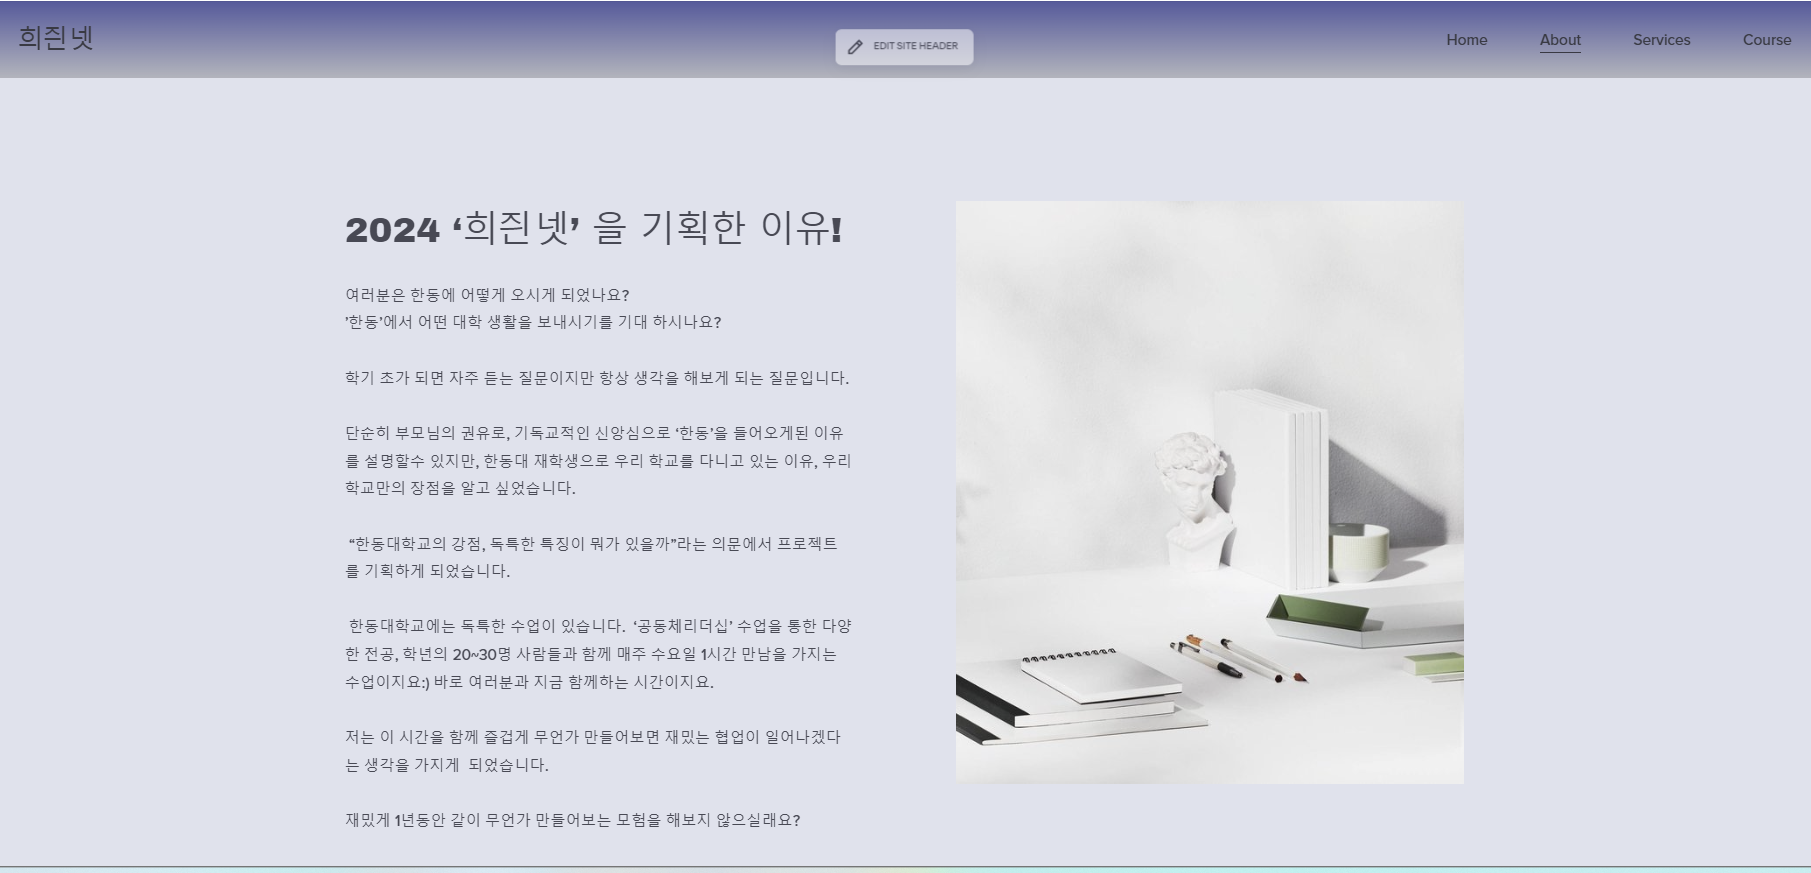 희죈넷
EDIT SITE HEADER
Home
About
Services
Course
2024 ‘희죈넷’ 을 기획한 이유!
여러분은 한동에 어떻게 오시게 되었나요?
’한동’에서 어떤 대학 생활을 보내시기를 기대 하시나요?
학기 초가 되면 자주 듣는 질문이지만 항상 생각을 해보게 되는 질문입니다.
단순히 부모님의 권유로, 기독교적인 신앙심으로 ‘한동’을 들어오게된 이유
를 설명할수 있지만, 한동대 재학생으로 우리 학교를 다니고 있는 이유, 우리
학교만의 장점을 알고 싶었습니다.
“한동대학교의 강점, 독특한 특징이 뭐가 있을까”라는 의문에서 프로젝트
를 기획하게 되었습니다.
한동대학교에는 독특한 수업이 있습니다.  ‘공동체리더십’ 수업을 통한 다양
한 전공, 학년의 20~30명 사람들과 함께 매주 수요일 1시간 만남을 가지는
수업이지요:) 바로 여러분과 지금 함께하는 시간이지요.
저는 이 시간을 함께 즐겁게 무언가 만들어보면 재밌는 협업이 일어나겠다
는 생각을 가지게  되었습니다.
재밌게 1년동안 같이 무언가 만들어보는 모험을 해보지 않으실래요?